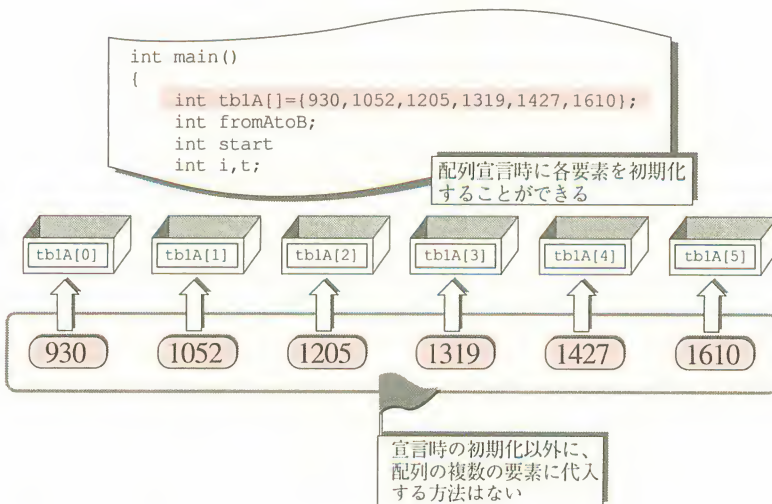 int main()
{
int tblA[]={930,1052,1205,1319,1427,1610};
int fromAtoB;
int start
int i,t;
配列宣言時に各要素を初期化
することができる
tblA[0] tblA[1] tblA[2] tblA[3] tblA[4] tblA[5]
930 1052 1205 1319 1427 1610
宣言時の初期化以外に、
配列の複数の要素に代入
する方法はない